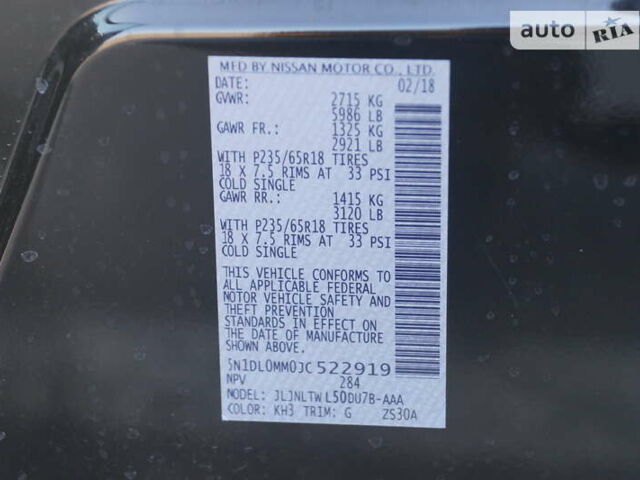 auto RIA
MFD BY NISSAN MOTOR CO., LTD.
DATE: 02/18
GVWR: 2715 KG
5986 LB
GAWR FR.: 1325 KG
2921 LB
WITH P235/65R18 TIRES
18 X 7.5 RIMS AT 33 PSI
COLD SINGLE
GAWR RR.: 1415 KG
3120 LB
WITH P235/65R18 TIRES
18 X 7.5 RIMS AT 33 PSI
COLD SINGLE
THIS VEHICLE CONFORMS TO
ALL APPLICABLE FEDERAL
MOTOR VEHICLE SAFETY AND
THEFT PREVENTION
STANDARDS IN EFFECT ON
THE DATE OF MANUFACTURE
SHOWN ABOVE.
5N1DL0MM0JC522919
NPV 284
MODEL: JLJNLTW L50DU7B-AAA
COLOR: KH3 TRIM: G ZS30A